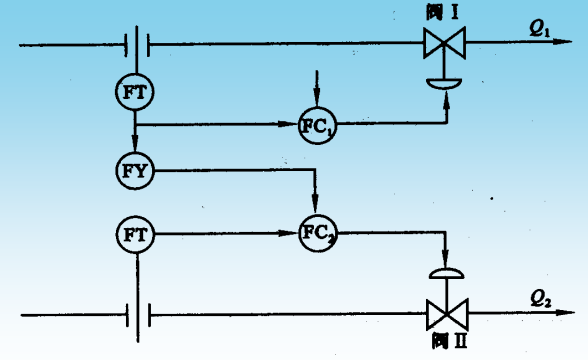 阀 I
Q₁
FT
FC₁
FY
FT
FC₂
Q₂
阀 II